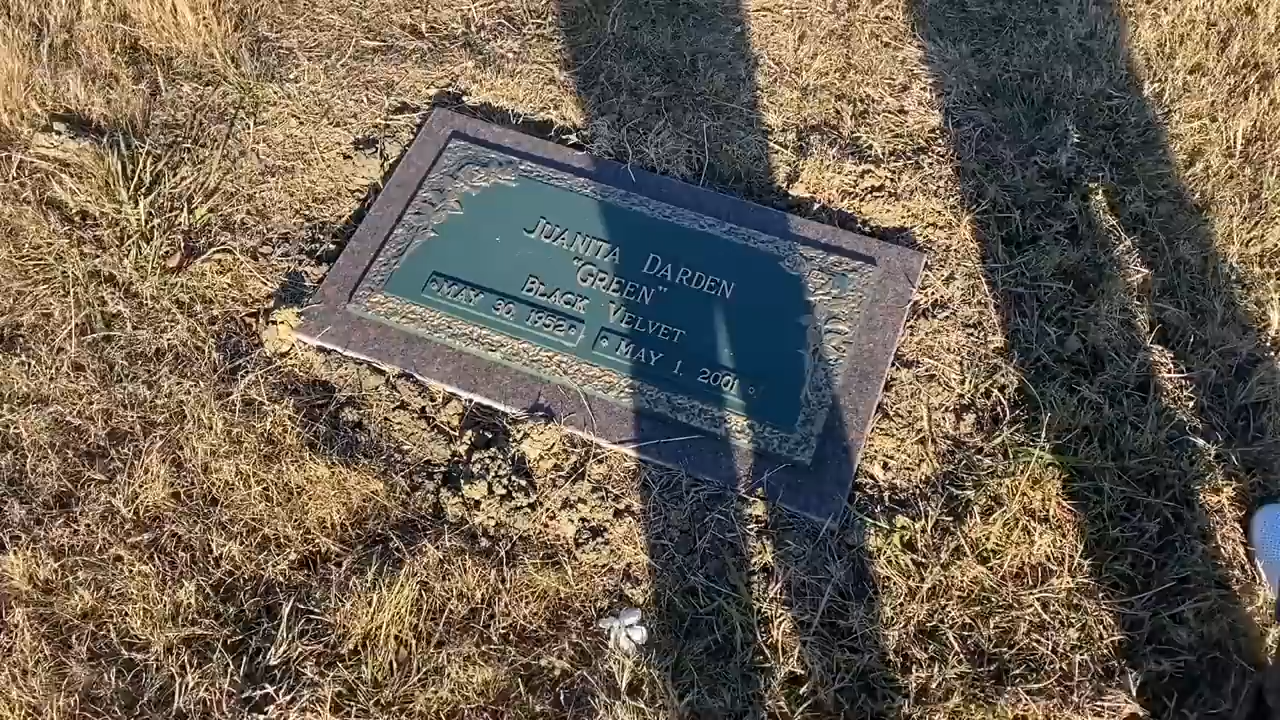 JUANITA DARDEN
"GREEN"
BLACK VELVET
MAY 30, 1952 MAY 1, 2001